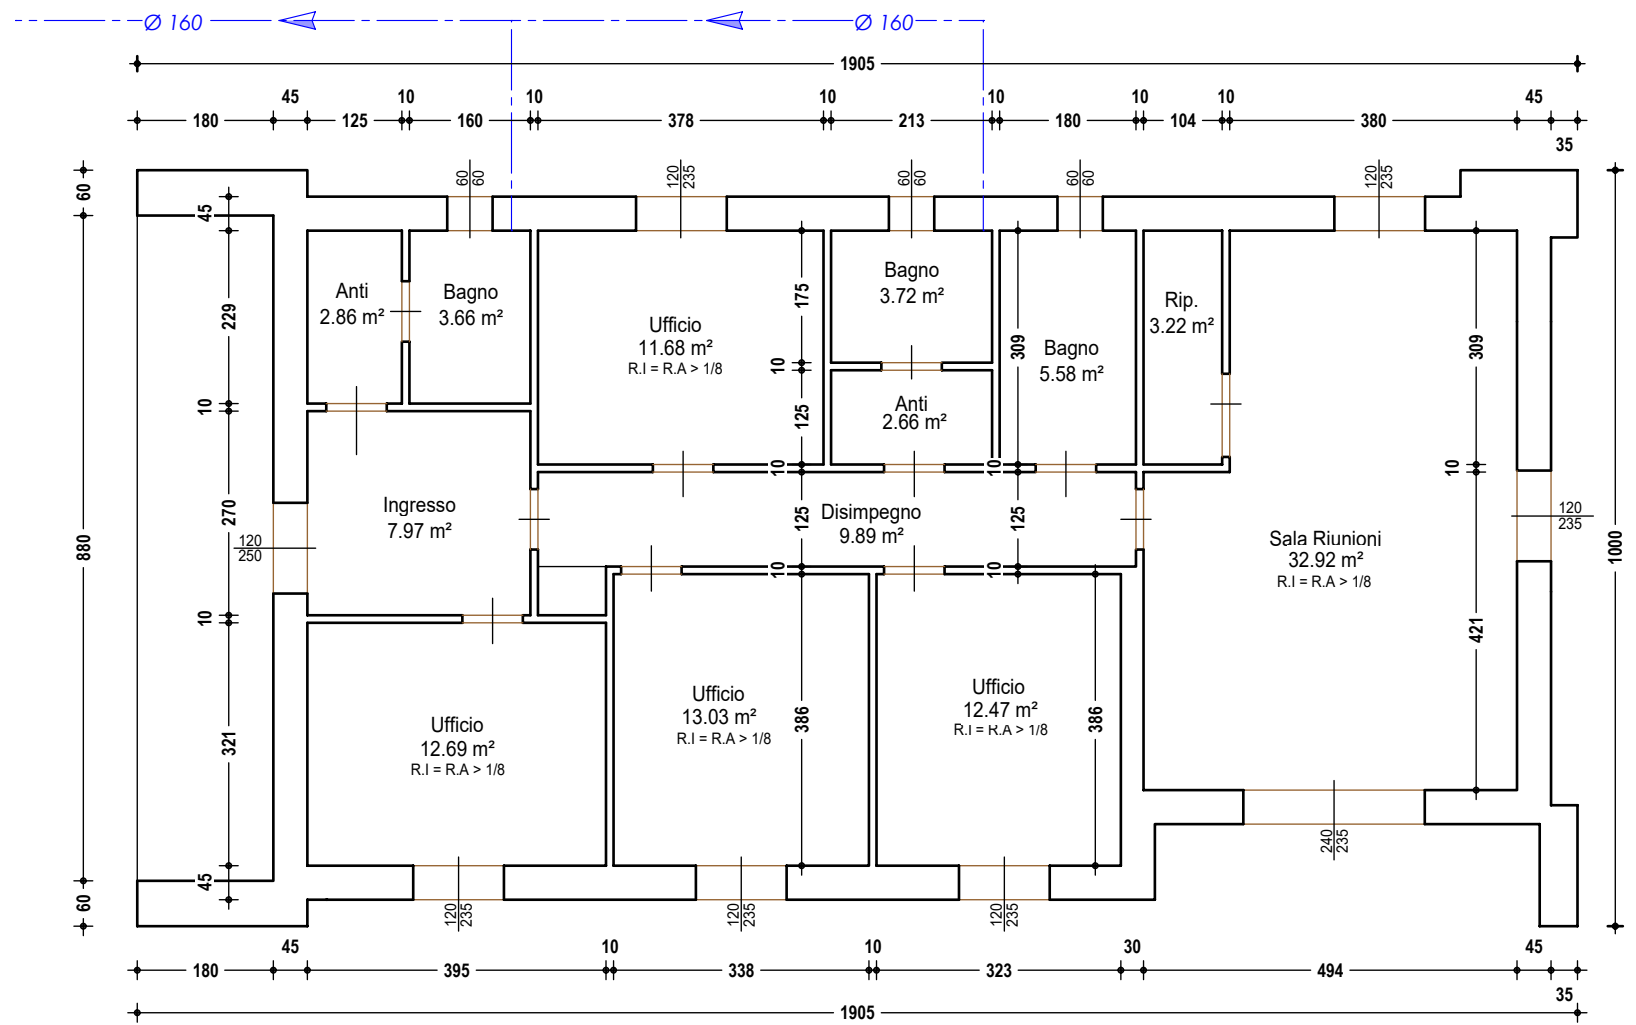 Ø 160
Ø 160
1905
45 10 10 10 10 10 10 45
180 125 160 378 213 180 104 380
35
60 60
120 235
60 60
60 60
120 235
60
880
60
45
229
10
270
10
321
45
Anti
2.86 m²
Bagno
3.66 m²
Ufficio
11.68 m²
R.I = R.A > 1/8
175
10
125
10
125
10
386
Bagno
3.72 m²
Anti
2.66 m²
309
10
125
10
Bagno
5.58 m²
Rip.
3.22 m²
309
10
421
1000
Ingresso
7.97 m²
120
250
Disimpegno
9.89 m²
Sala Riunioni
32.92 m²
R.I = R.A > 1/8
120
235
Ufficio
12.69 m²
R.I = R.A > 1/8
Ufficio
13.03 m²
R.I = R.A > 1/8
Ufficio
12.47 m²
R.I = R.A > 1/8
386
240 235
120 235
120 235
120 235
45 10 10 30 45
180 395 338 323 494
35
1905